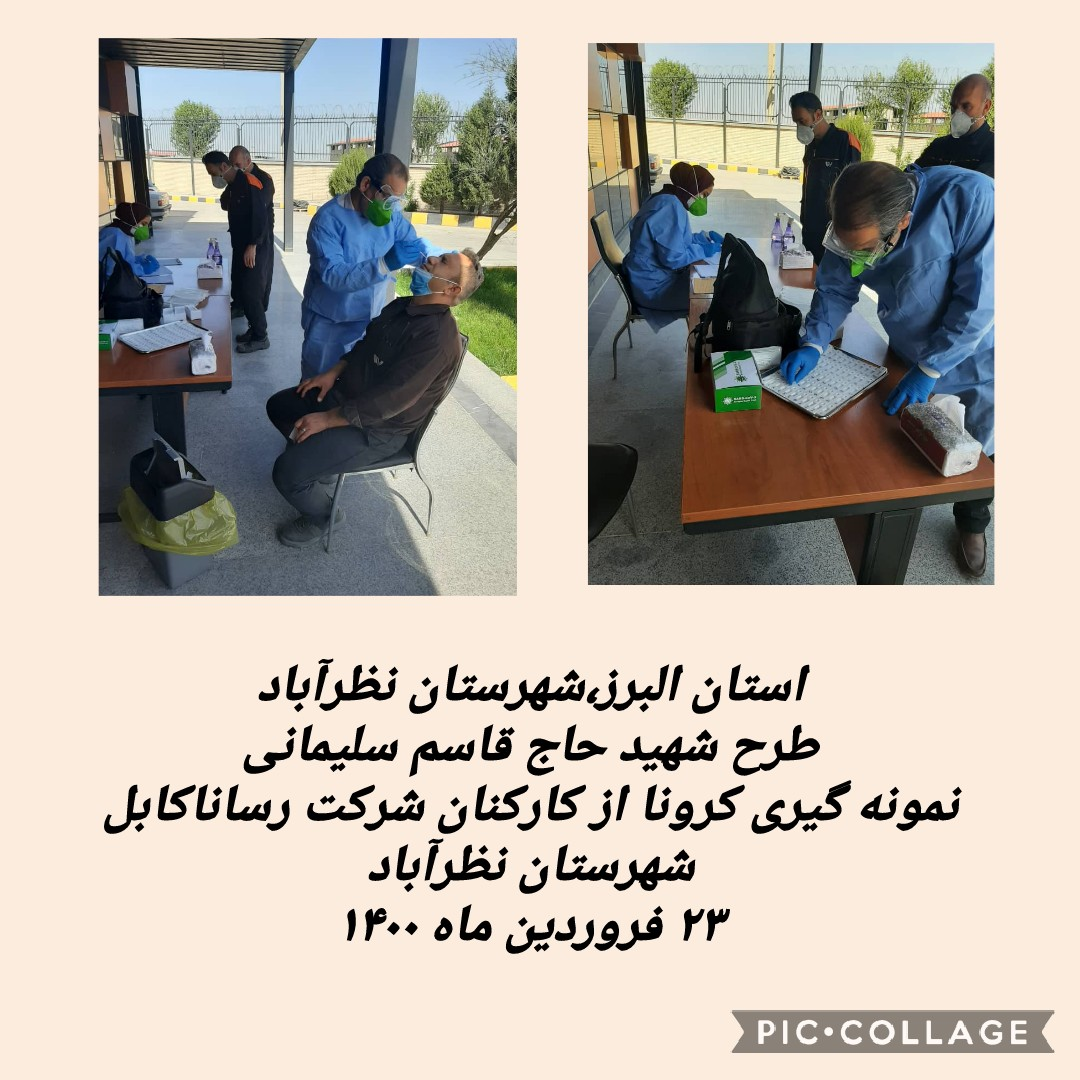 استان البرز،شهرستان نظرآباد
طرح شهید حاج قاسم سلیمانی
نمونه گیری کرونا از کارکنان شرکت رساناکابل
شهرستان نظرآباد
۲۳ فروردین ماه ۱۴۰۰
PIC•COLLAGE